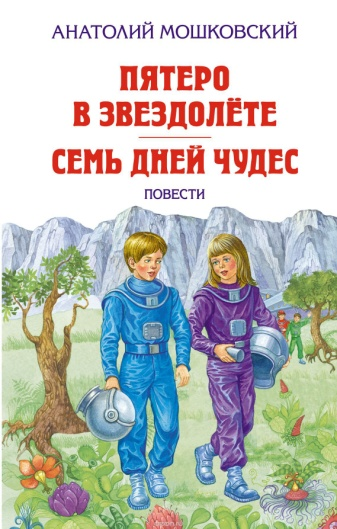 АНАТОЛИЙ МОШКОВСКИЙ
ПЯТЕРО
В ЗВЕЗДОЛЁТЕ
СЕМЬ ДНЕЙ ЧУДЕС
ПОВЕСТИ